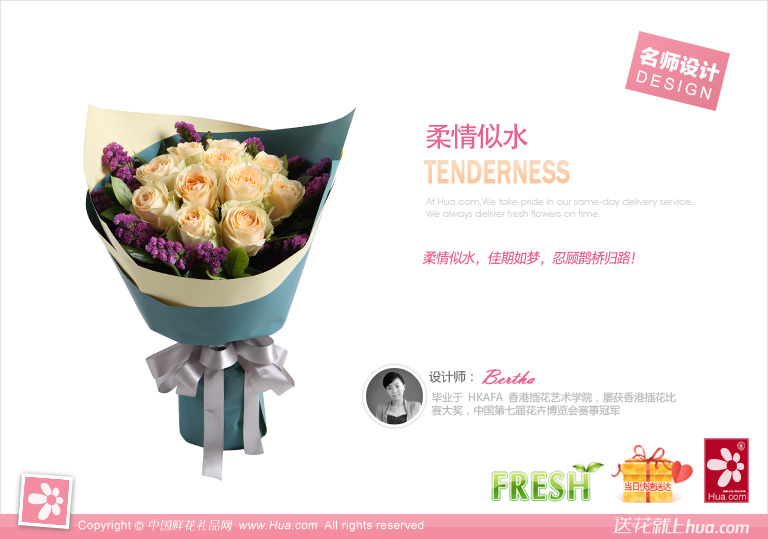 名师设计
DESIGN
柔情似水
TENDERNESS
At Hua.com,We take pride in our same-day delivery service.
We always deliver fresh flowers on time.
柔情似水，佳期如梦，忍顾鹊桥归路！
设计师： Bertha
毕业于 HKAFA 香港插花艺术学院，屡获香港插花比
赛大奖，中国第七届花卉博览会赛事冠军
FRESH
当日快速送达
Hua.com
Copyright © 中国鲜花礼品网 www.Hua.com All rights reserved
送花就上hua.com